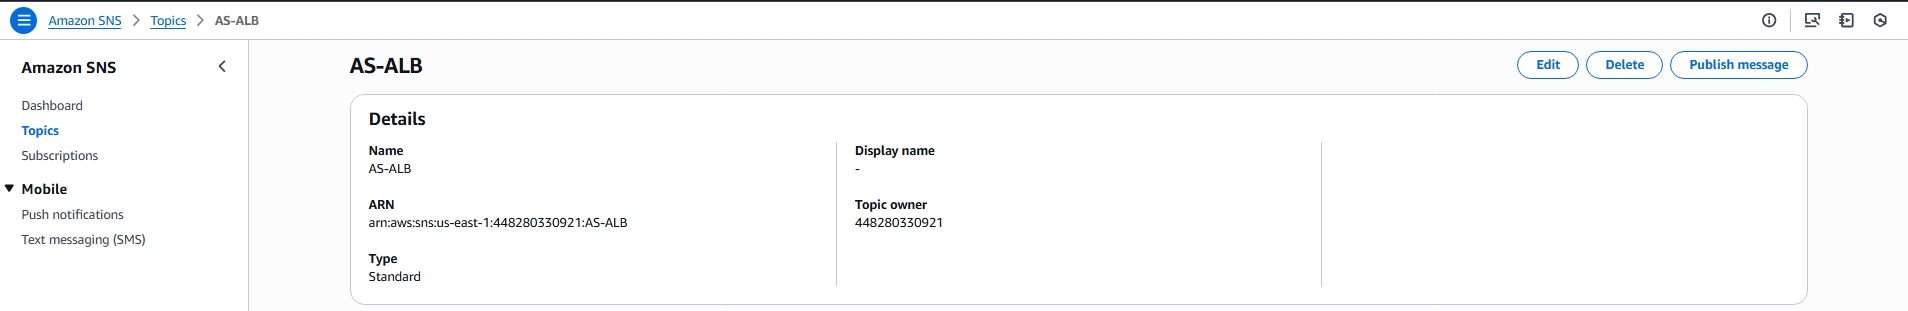 Amazon SNS > Topics > AS-ALB
Amazon SNS
Dashboard
Topics
Subscriptions
Mobile
Push notifications
Text messaging (SMS)
AS-ALB
Edit
Delete
Publish message
Details
Name
AS-ALB
ARN
arn:aws:sns:us-east-1:448280330921:AS-ALB
Type
Standard
Display name
-
Topic owner
448280330921